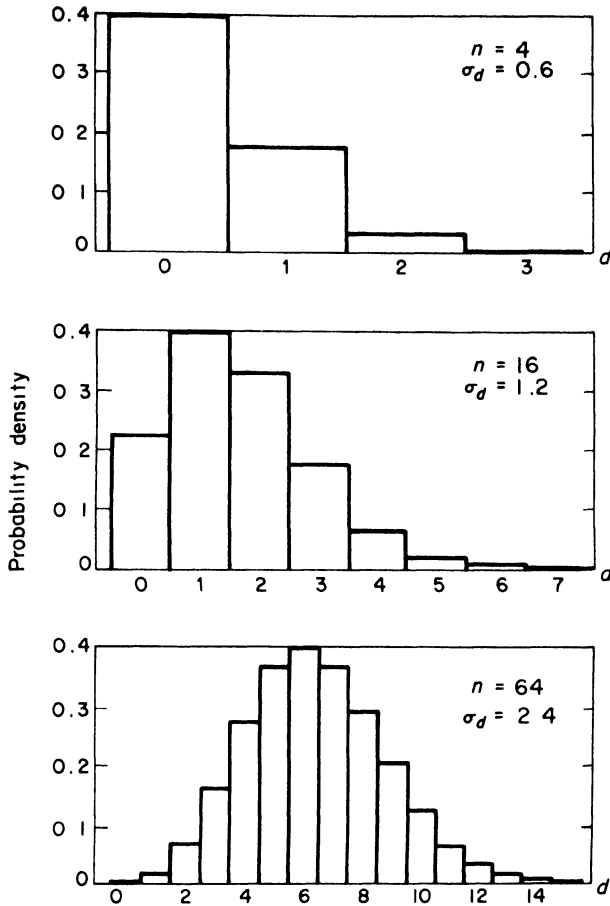 0.4
n = 4
σd = 0.6
0 3
0 2
0 1
0
0 1 2 3 d
0.4
n = 16
σd = 1.2
0 3
0.2
0 1
0
0 1 2 3 4 5 6 7 d
Probability density
0.4
n = 64
σd = 2 4
0.3
0.2
0 1
0
0 2 4 6 8 10 12 14 d